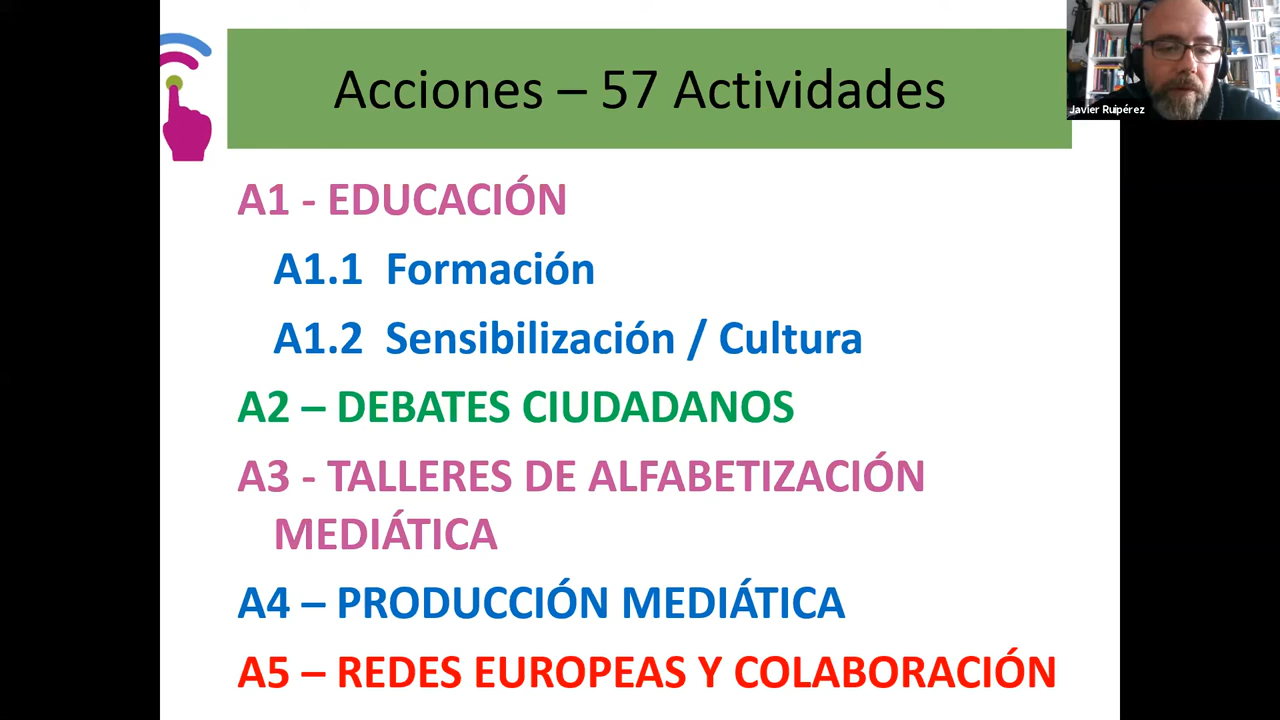 Acciones – 57 Actividades
Javier Ruipérez
A1 - EDUCACIÓN
A1.1 Formación
A1.2 Sensibilización / Cultura
A2 – DEBATES CIUDADANOS
A3 - TALLERES DE ALFABETIZACIÓN
MEDIÁTICA
A4 – PRODUCCIÓN MEDIÁTICA
A5 – REDES EUROPEAS Y COLABORACIÓN